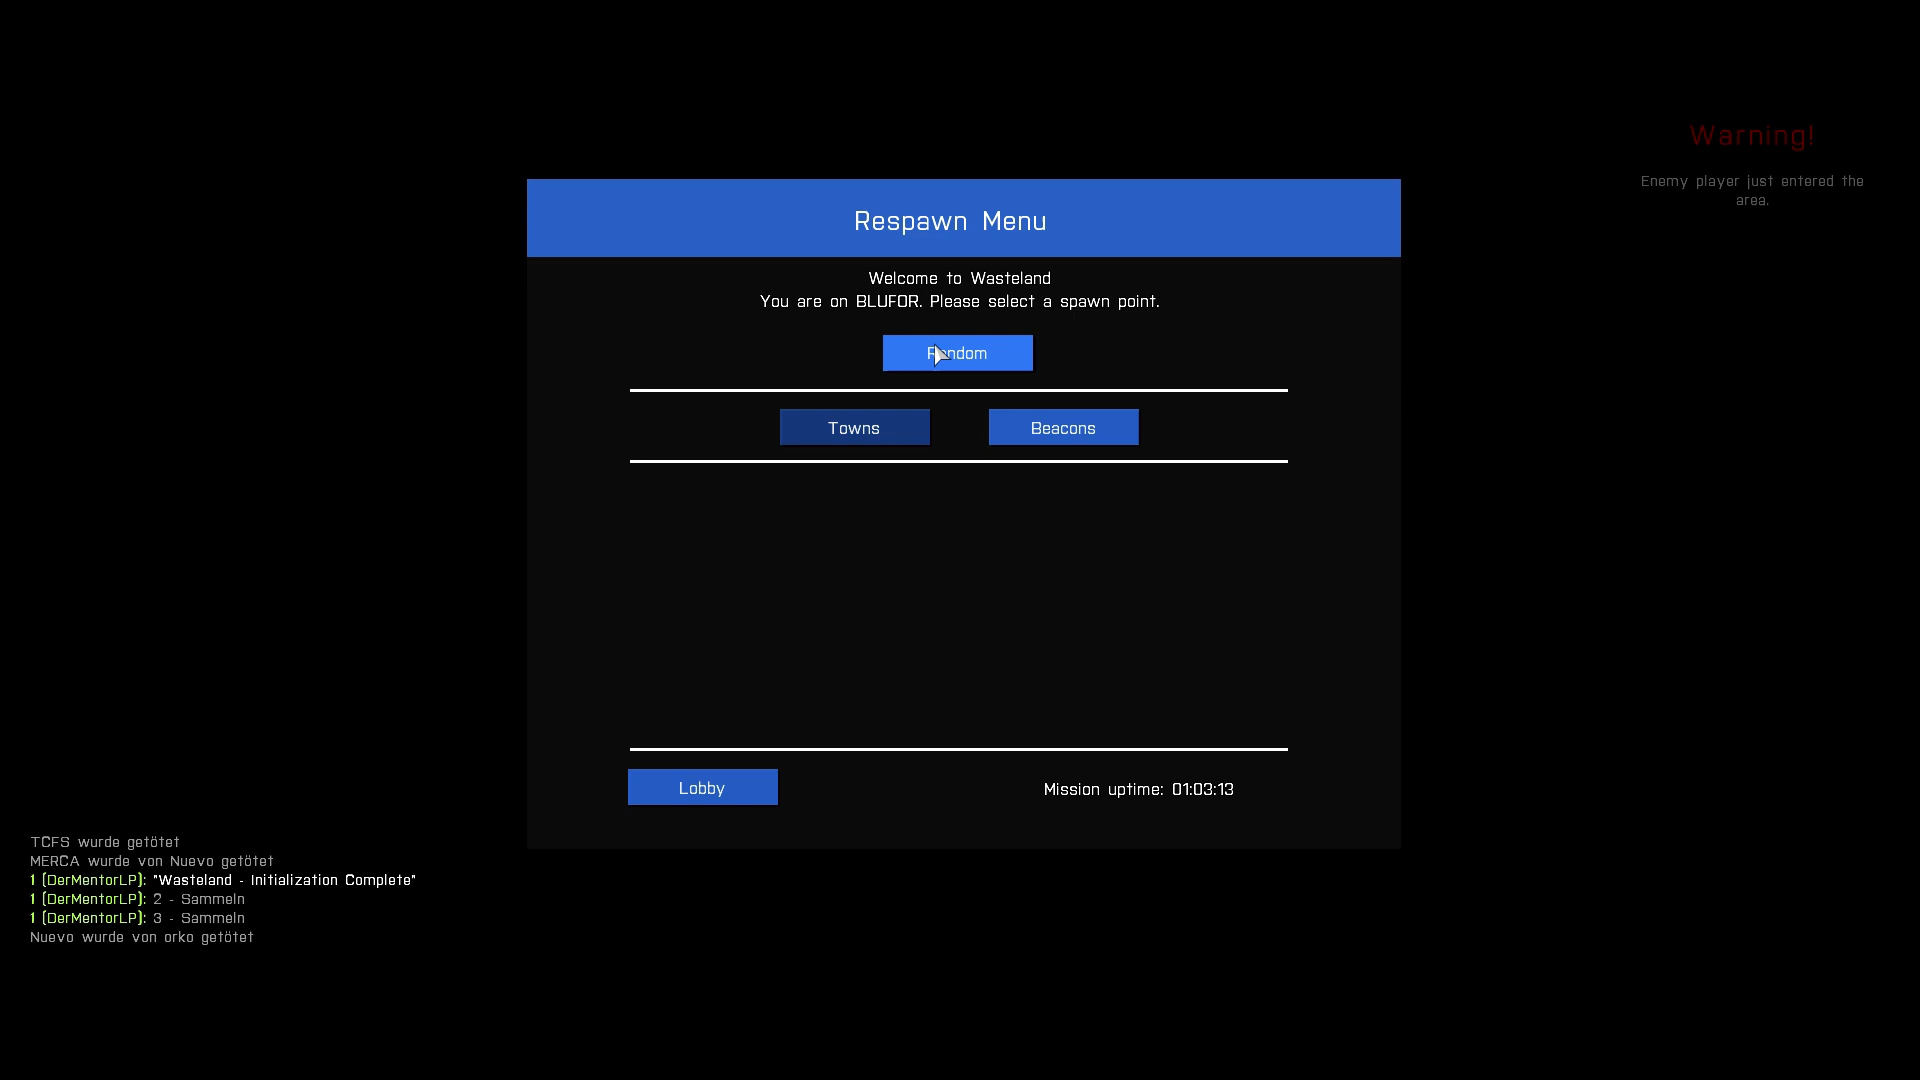 Warning!
Enemy player just entered the
area.
Respawn Menu
Welcome to Wasteland
You are on BLUFOR. Please select a spawn point.
Random
Towns
Beacons
Lobby
Mission uptime: 01:03:13
TCFS wurde getötet
MERCA wurde von Nuevo getötet
1 (DerMentorLP): "Wasteland - Initialization Complete"
1 (DerMentorLP): 2 - Sammeln
1 (DerMentorLP): 3 - Sammeln
Nuevo wurde von orko getötet